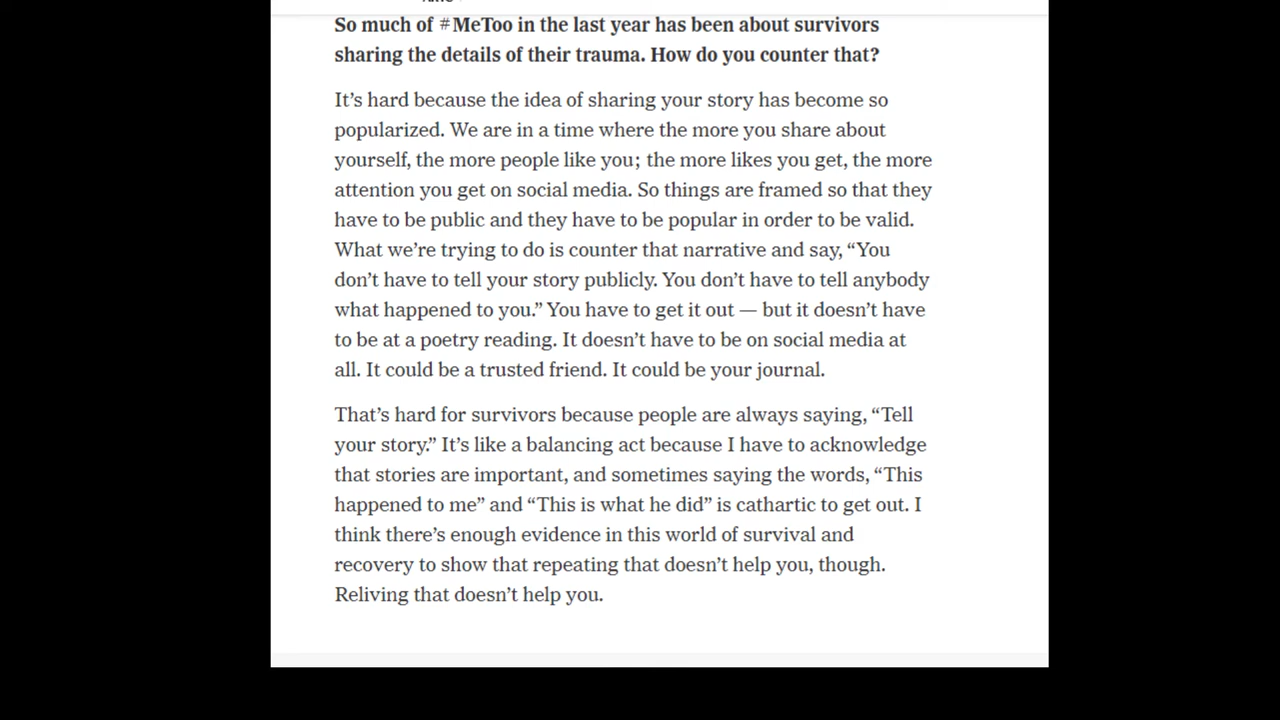 So much of #MeToo in the last year has been about survivors
sharing the details of their trauma. How do you counter that?
It’s hard because the idea of sharing your story has become so
popularized. We are in a time where the more you share about
yourself, the more people like you; the more likes you get, the more
attention you get on social media. So things are framed so that they
have to be public and they have to be popular in order to be valid.
What we’re trying to do is counter that narrative and say, “You
don’t have to tell your story publicly. You don’t have to tell anybody
what happened to you.” You have to get it out — but it doesn’t have
to be at a poetry reading. It doesn’t have to be on social media at
all. It could be a trusted friend. It could be your journal.
That’s hard for survivors because people are always saying, “Tell
your story.” It’s like a balancing act because I have to acknowledge
that stories are important, and sometimes saying the words, “This
happened to me” and “This is what he did” is cathartic to get out. I
think there’s enough evidence in this world of survival and
recovery to show that repeating that doesn’t help you, though.
Reliving that doesn’t help you.